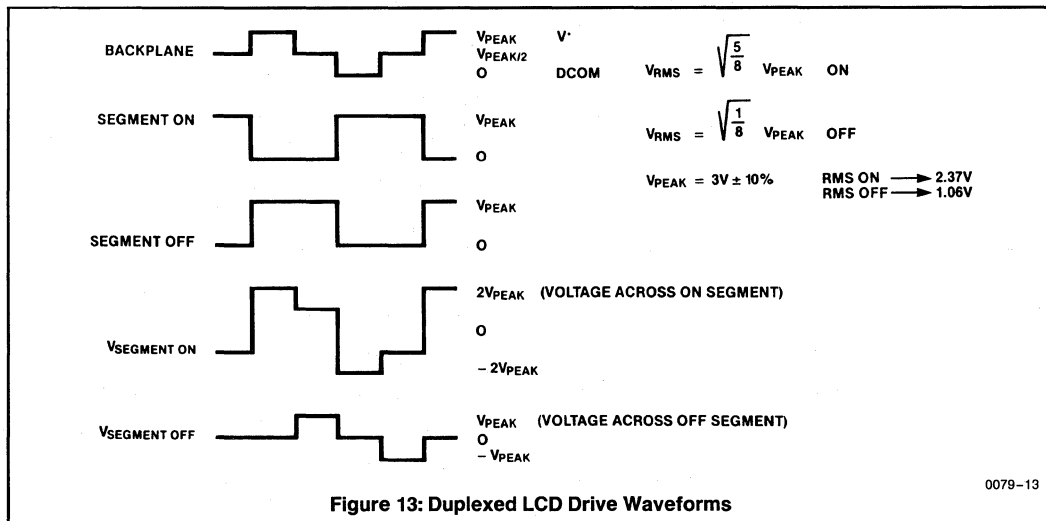 BACKPLANE
VPEAK V+
VPEAK/2
O DCOM
VRMS = √5/8 VPEAK ON
SEGMENT ON
VPEAK
O
VRMS = √1/8 VPEAK OFF
VPEAK = 3V ± 10% RMS ON → 2.37V
RMS OFF → 1.06V
SEGMENT OFF
VPEAK
O
VSEGMENT ON
2VPEAK (VOLTAGE ACROSS ON SEGMENT)
O
– 2VPEAK
VSEGMENT OFF
VPEAK (VOLTAGE ACROSS OFF SEGMENT)
O
– VPEAK
0079–13
Figure 13: Duplexed LCD Drive Waveforms